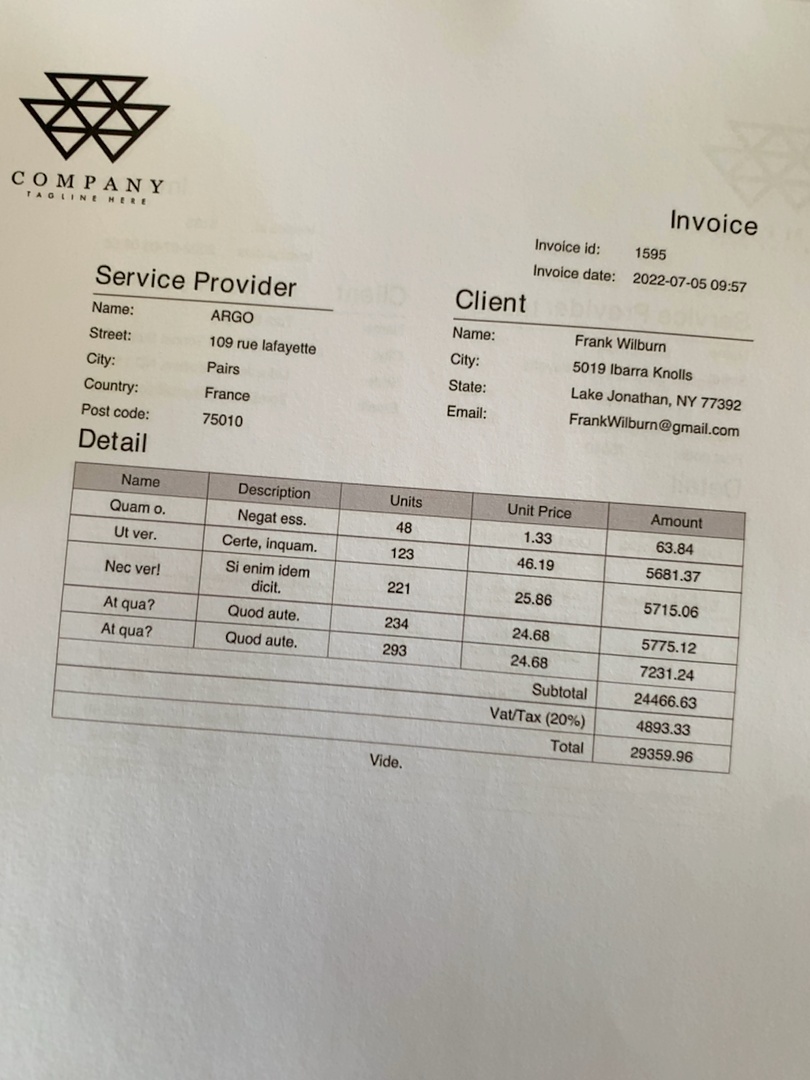 COMPANY
TAGLINE HERE
Invoice
Invoice id: 1595
Invoice date: 2022-07-05 09:57
Service Provider
Name: ARGO
Street: 109 rue lafayette
City: Pairs
Country: France
Post code: 75010
Client
Name: Frank Wilburn
City: 5019 Ibarra Knolls
State: Lake Jonathan, NY 77392
Email: FrankWilburn@gmail.com
Detail
Name Description Units Unit Price Amount
Quam o. Negat ess. 48 1.33 63.84
Ut ver. Certe, inquam. 123 46.19 5681.37
Nec ver! Si enim idem dicit. 221 25.86 5715.06
At qua? Quod aute. 234 24.68 5775.12
At qua? Quod aute. 293 24.68 7231.24
Subtotal 24466.63
Vat/Tax (20%) 4893.33
Total 29359.96
Vide.